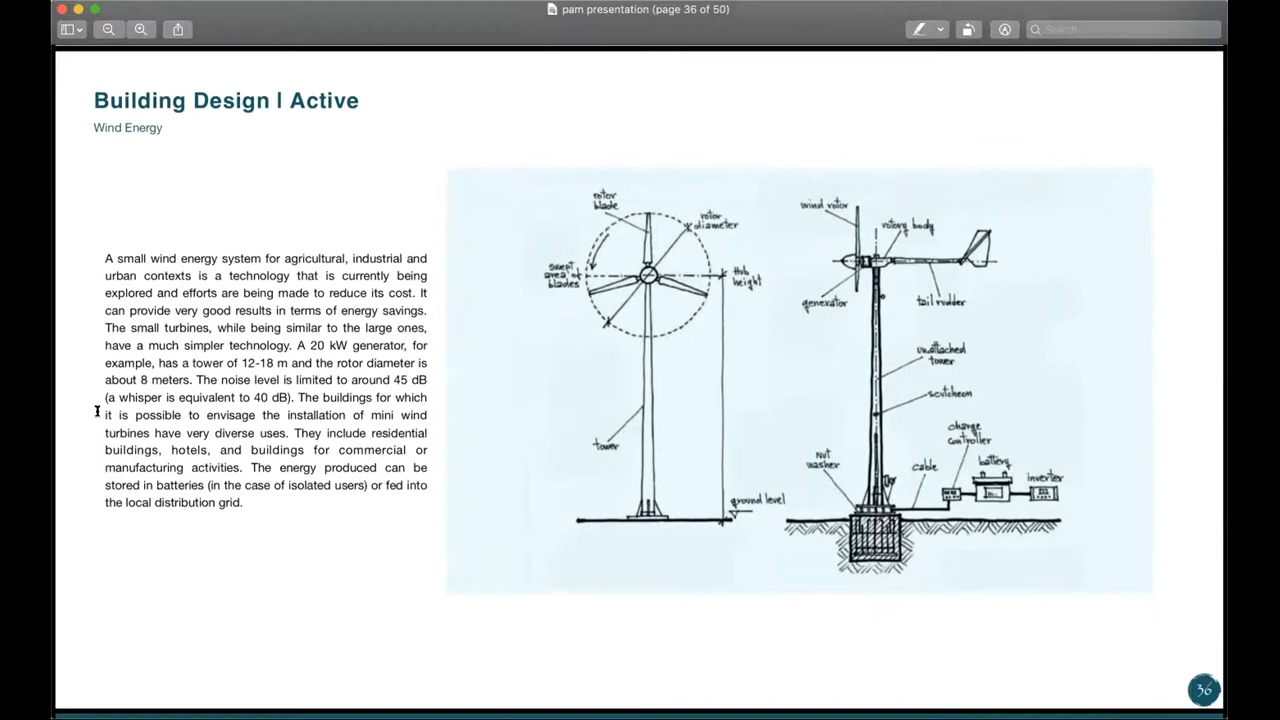 pam presentation (page 36 of 50)
Search
Building Design | Active
Wind Energy
A small wind energy system for agricultural, industrial and
urban contexts is a technology that is currently being
explored and efforts are being made to reduce its cost. It
can provide very good results in terms of energy savings.
The small turbines, while being similar to the large ones,
have a much simpler technology. A 20 kW generator, for
example, has a tower of 12-18 m and the rotor diameter is
about 8 meters. The noise level is limited to around 45 dB
(a whisper is equivalent to 40 dB). The buildings for which
it is possible to envisage the installation of mini wind
turbines have very diverse uses. They include residential
buildings, hotels, and buildings for commercial or
manufacturing activities. The energy produced can be
stored in batteries (in the case of isolated users) or fed into
the local distribution grid.
rotor
blade
rotor
diameter
swept
area of
blades
Hub
height
tower
ground level
wind rotor
rotory body
generator
tail rudder
unattached
tower
scutcheon
charge
controller
Nut
washer
cable
battery
inverter
36